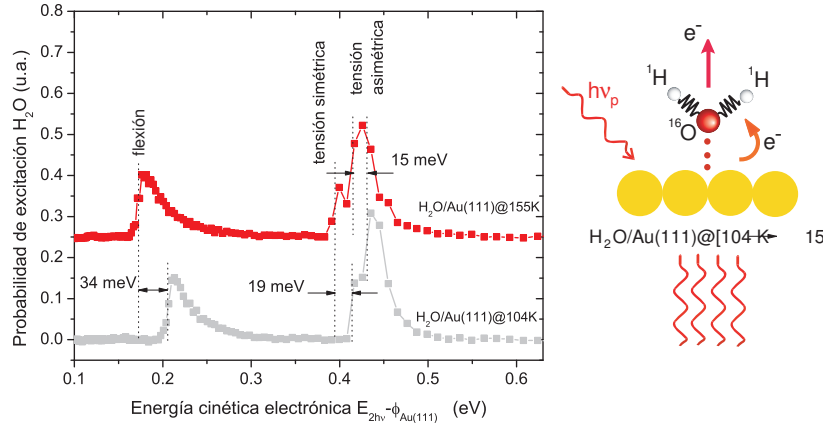 0.8
0.7
0.6
0.5
0.4
0.3
0.2
0.1
0.0
0.1
0.2
0.3
0.4
0.5
0.6
Probabilidad de excitación H₂O (u.a.)
Energía cinética electrónica E₂hν-ϕAu(111) (eV)
flexión
tensión simétrica
tensión
asimétrica
15 meV
H₂O/Au(111)@155K
34 meV
19 meV
H₂O/Au(111)@104K
e⁻
¹H
¹H
hνₚ
¹⁶O
e⁻
H₂O/Au(111)@[104 K 15